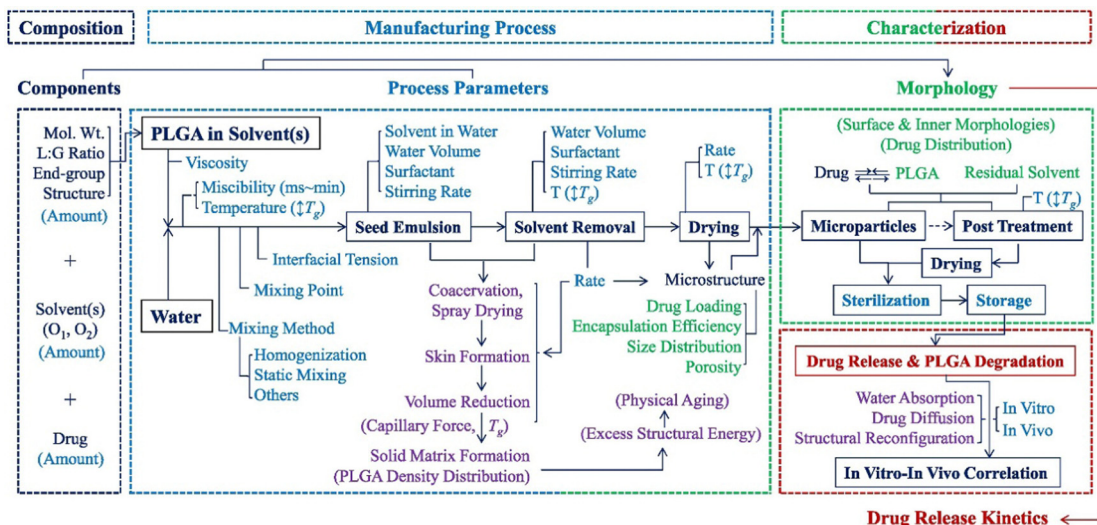 Composition
Manufacturing Process
Characterization
Components
Process Parameters
Morphology
Mol. Wt.
L:G Ratio
End-group
Structure
(Amount)
+
Solvent(s)
(O₁, O₂)
(Amount)
+
Drug
(Amount)
PLGA in Solvent(s)
Viscosity
Miscibility (ms~min)
Temperature (↕Tg)
Water
Interfacial Tension
Mixing Point
Mixing Method
Homogenization
Static Mixing
Others
Solvent in Water
Water Volume
Surfactant
Stirring Rate
Seed Emulsion
Water Volume
Surfactant
Stirring Rate
T (↕Tg)
Solvent Removal
Rate
T (↕Tg)
Drying
Coacervation,
Spray Drying
Skin Formation
Volume Reduction
(Capillary Force, Tg)
Solid Matrix Formation
(PLGA Density Distribution)
Rate
Microstructure
Drug Loading
Encapsulation Efficiency
Size Distribution
Porosity
(Physical Aging)
(Excess Structural Energy)
(Surface & Inner Morphologies)
(Drug Distribution)
Drug ⇌ PLGA
Residual Solvent
T (↕Tg)
Microparticles
Post Treatment
Drying
Sterilization
Storage
Drug Release & PLGA Degradation
Water Absorption
Drug Diffusion
Structural Reconfiguration
In Vitro
In Vivo
In Vitro-In Vivo Correlation
Drug Release Kinetics